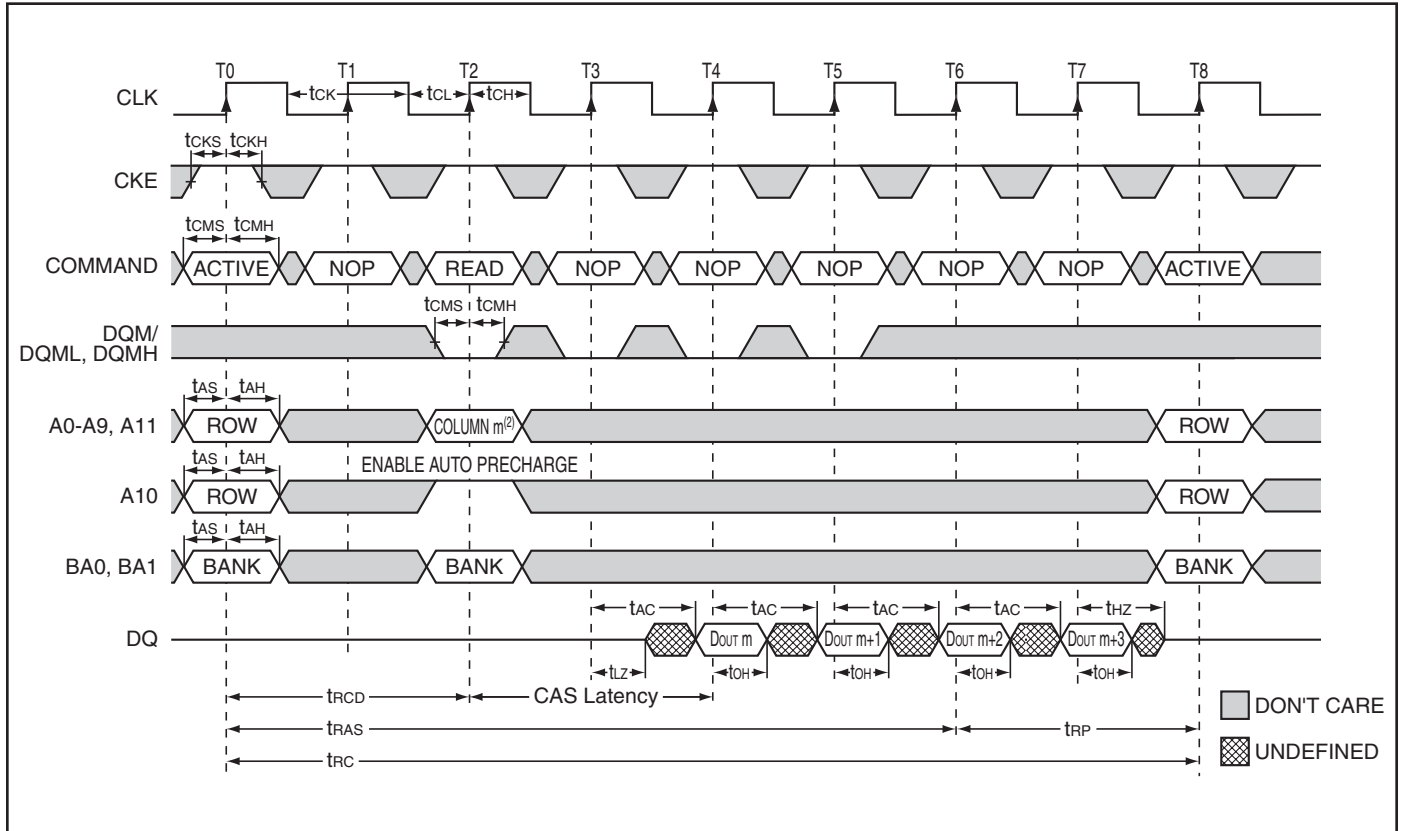 T0 T1 T2 T3 T4 T5 T6 T7 T8
CLK tCK tCL tCH
tCKS tCKH
CKE
tCMS tCMH
COMMAND ACTIVE NOP READ NOP NOP NOP NOP NOP ACTIVE
tCMS tCMH
DQM/
DQML, DQMH
tAS tAH
A0-A9, A11 ROW COLUMN m(2) ROW
tAS tAH ENABLE AUTO PRECHARGE
A10 ROW ROW
tAS tAH
BA0, BA1 BANK BANK BANK
tAC tAC tAC tAC tHZ
DQ DOUT m DOUT m+1 DOUT m+2 DOUT m+3
tLZ tOH tOH tOH tOH
tRCD CAS Latency
DON'T CARE
tRAS tRP
UNDEFINED
tRC